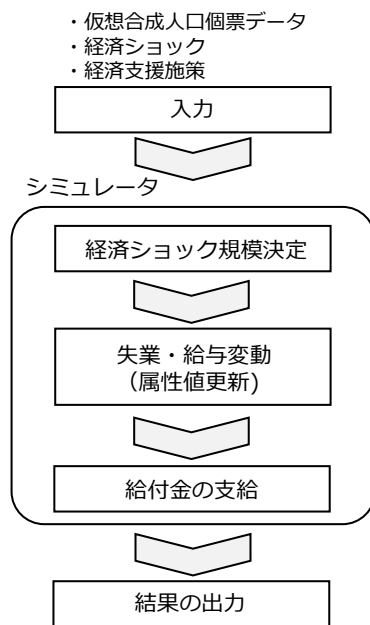 ・仮想合成人口個票データ
・経済ショック
・経済支援施策
入力
シミュレータ
経済ショック規模決定
失業・給与変動
（属性値更新)
給付金の支給
結果の出力